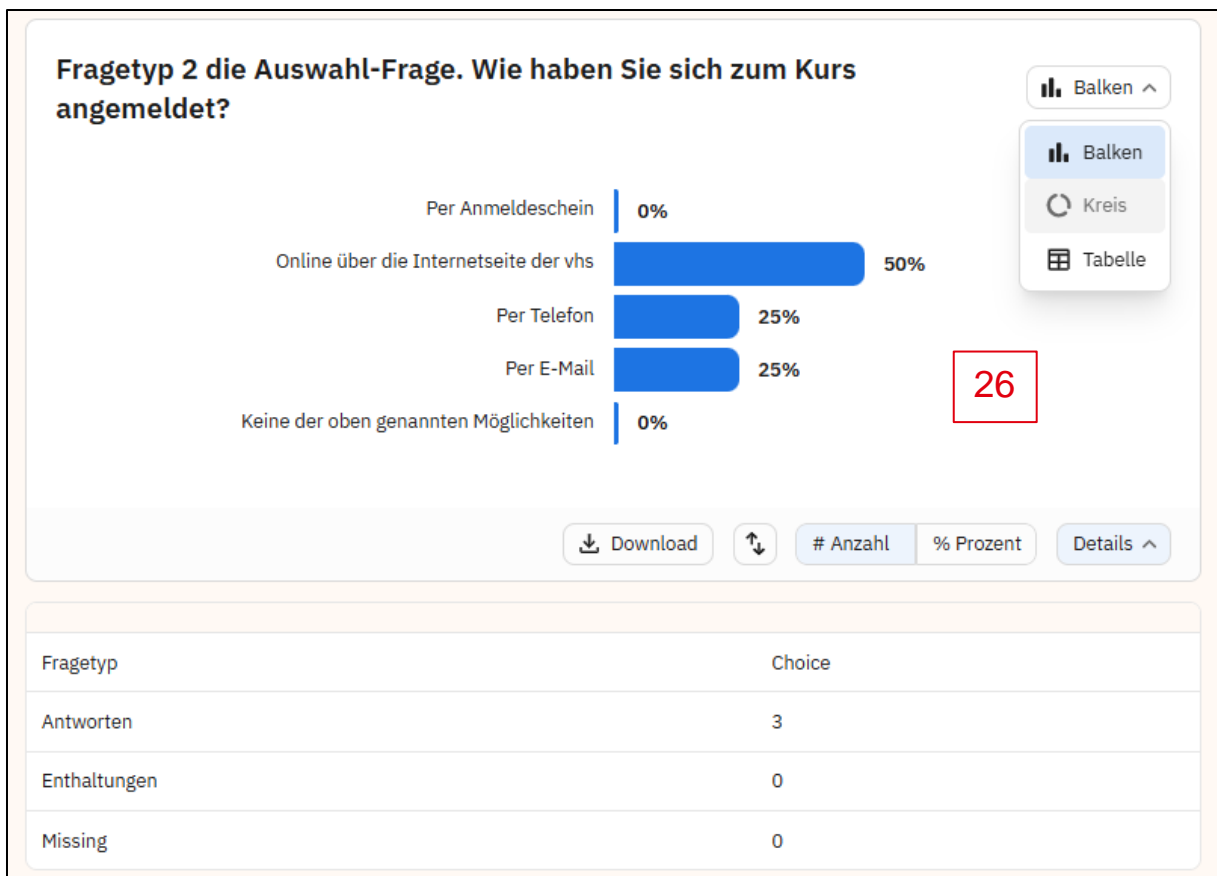 Fragetyp 2 die Auswahl-Frage. Wie haben Sie sich zum Kurs
angemeldet?
Balken
Balken
Kreis
Tabelle
Per Anmeldeschein 0%
Online über die Internetseite der vhs 50%
Per Telefon 25%
Per E-Mail 25%
Keine der oben genannten Möglichkeiten 0%
26
Download # Anzahl % Prozent Details
Fragetyp Choice
Antworten 3
Enthaltungen 0
Missing 0